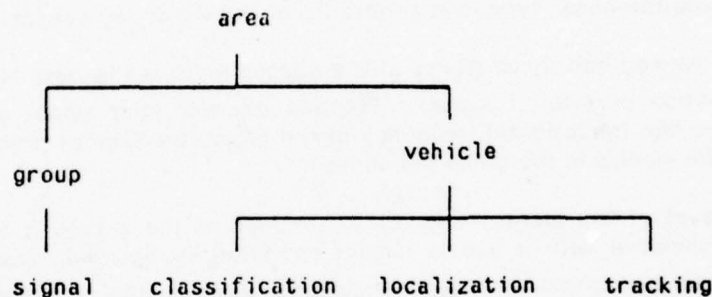 area
vehicle
group
signal classification localization tracking